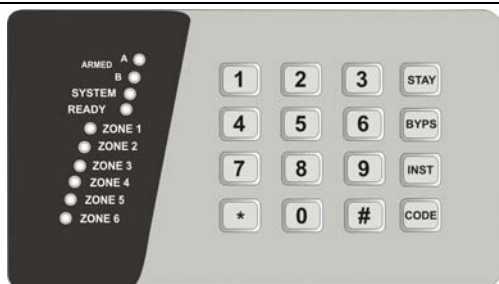 ARMED A
B
SYSTEM
READY
ZONE 1
ZONE 2
ZONE 3
ZONE 4
ZONE 5
ZONE 6
1 2 3 STAY
4 5 6 BYPS
7 8 9 INST
* 0 # CODE